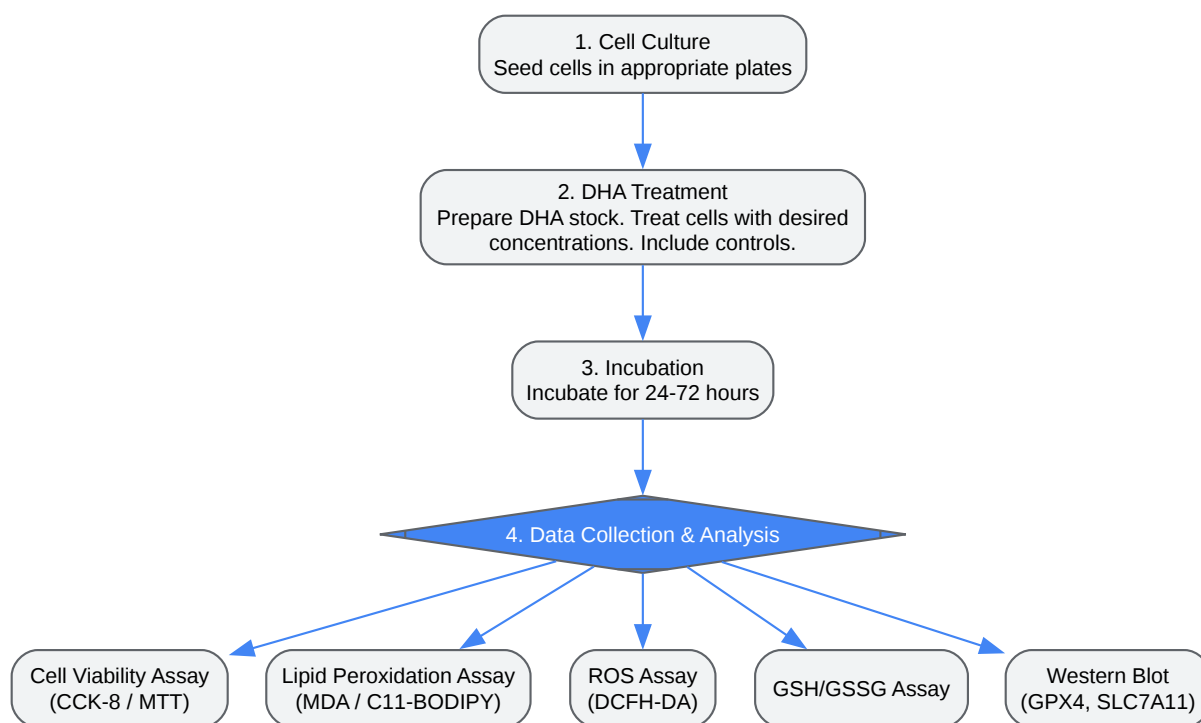 1. Cell Culture
Seed cells in appropriate plates
2. DHA Treatment
Prepare DHA stock. Treat cells with desired
concentrations. Include controls.
3. Incubation
Incubate for 24-72 hours
4. Data Collection & Analysis
Cell Viability Assay
(CCK-8 / MTT)
Lipid Peroxidation Assay
(MDA / C11-BODIPY)
ROS Assay
(DCFH-DA)
GSH/GSSG Assay
Western Blot
(GPX4, SLC7A11)